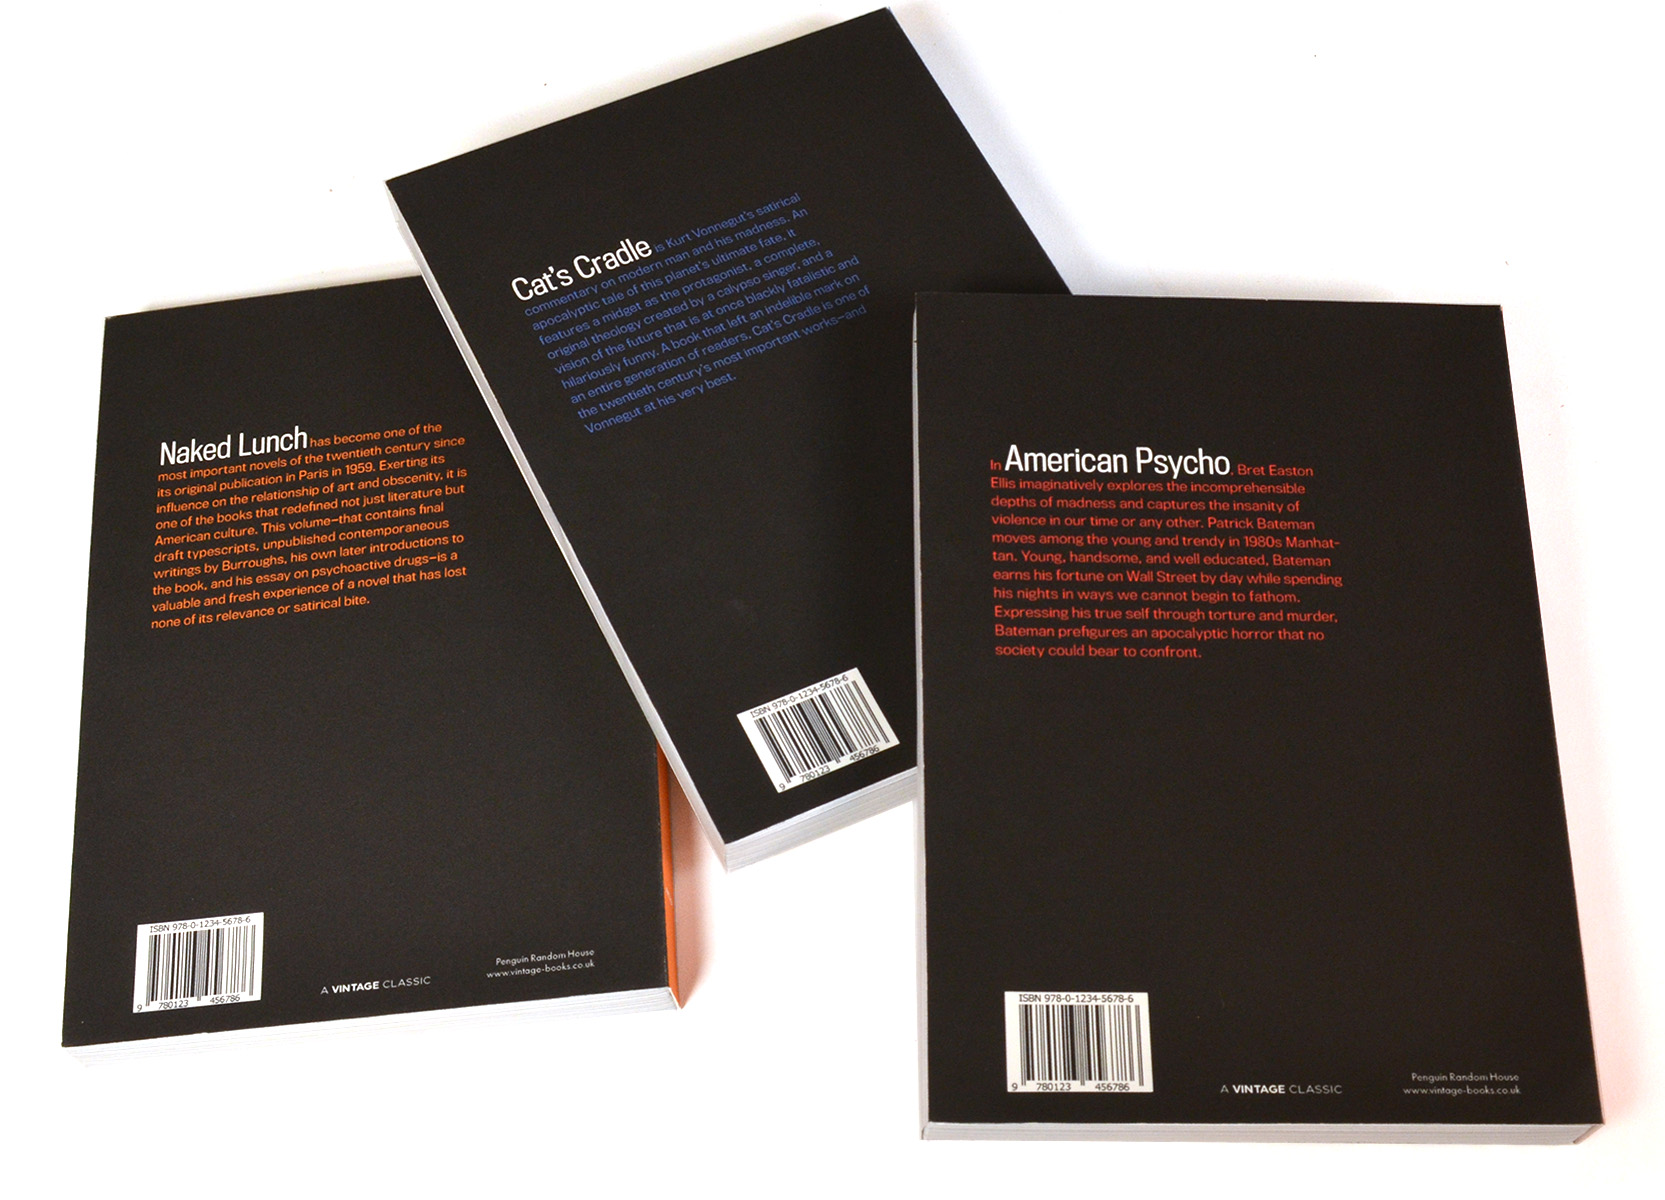 Naked Lunch has become one of the
most important novels of the twentieth century since
its original publication in Paris in 1959. Exerting its
influence on the relationship of art and obscenity, it is
one of the books that redefined not just literature but
American culture. This volume—that contains final
draft typescripts, unpublished contemporaneous
writings by Burroughs, his own later introductions to
the book, and his essay on psychoactive drugs—is a
valuable and fresh experience of a novel that has lost
none of its relevance or satirical bite.
ISBN 978-0-1234-5678-6
9 780123 456786
A VINTAGE CLASSIC
Penguin Random House
www.vintage-books.co.uk
Cat's Cradle is Kurt Vonnegut's satirical
commentary on modern man and his madness. An
apocalyptic tale of this planet's ultimate fate, it
features a midget as the protagonist, a complete,
original theology created by a calypso singer, and a
vision of the future that is at once blackly fatalistic and
hilariously funny. A book that left an indelible mark on
an entire generation of readers, Cat's Cradle is one of
the twentieth century's most important works—and
Vonnegut at his very best.
ISBN 978-0-1234-5678-6
9 780123 456786
In American Psycho, Bret Easton
Ellis imaginatively explores the incomprehensible
depths of madness and captures the insanity of
violence in our time or any other. Patrick Bateman
moves among the young and trendy in 1980s Manhat-
tan. Young, handsome, and well educated, Bateman
earns his fortune on Wall Street by day while spending
his nights in ways we cannot begin to fathom.
Expressing his true self through torture and murder,
Bateman prefigures an apocalyptic horror that no
society could bear to confront.
ISBN 978-0-1234-5678-6
9 780123 456786
A VINTAGE CLASSIC
Penguin Random House
www.vintage-books.co.uk